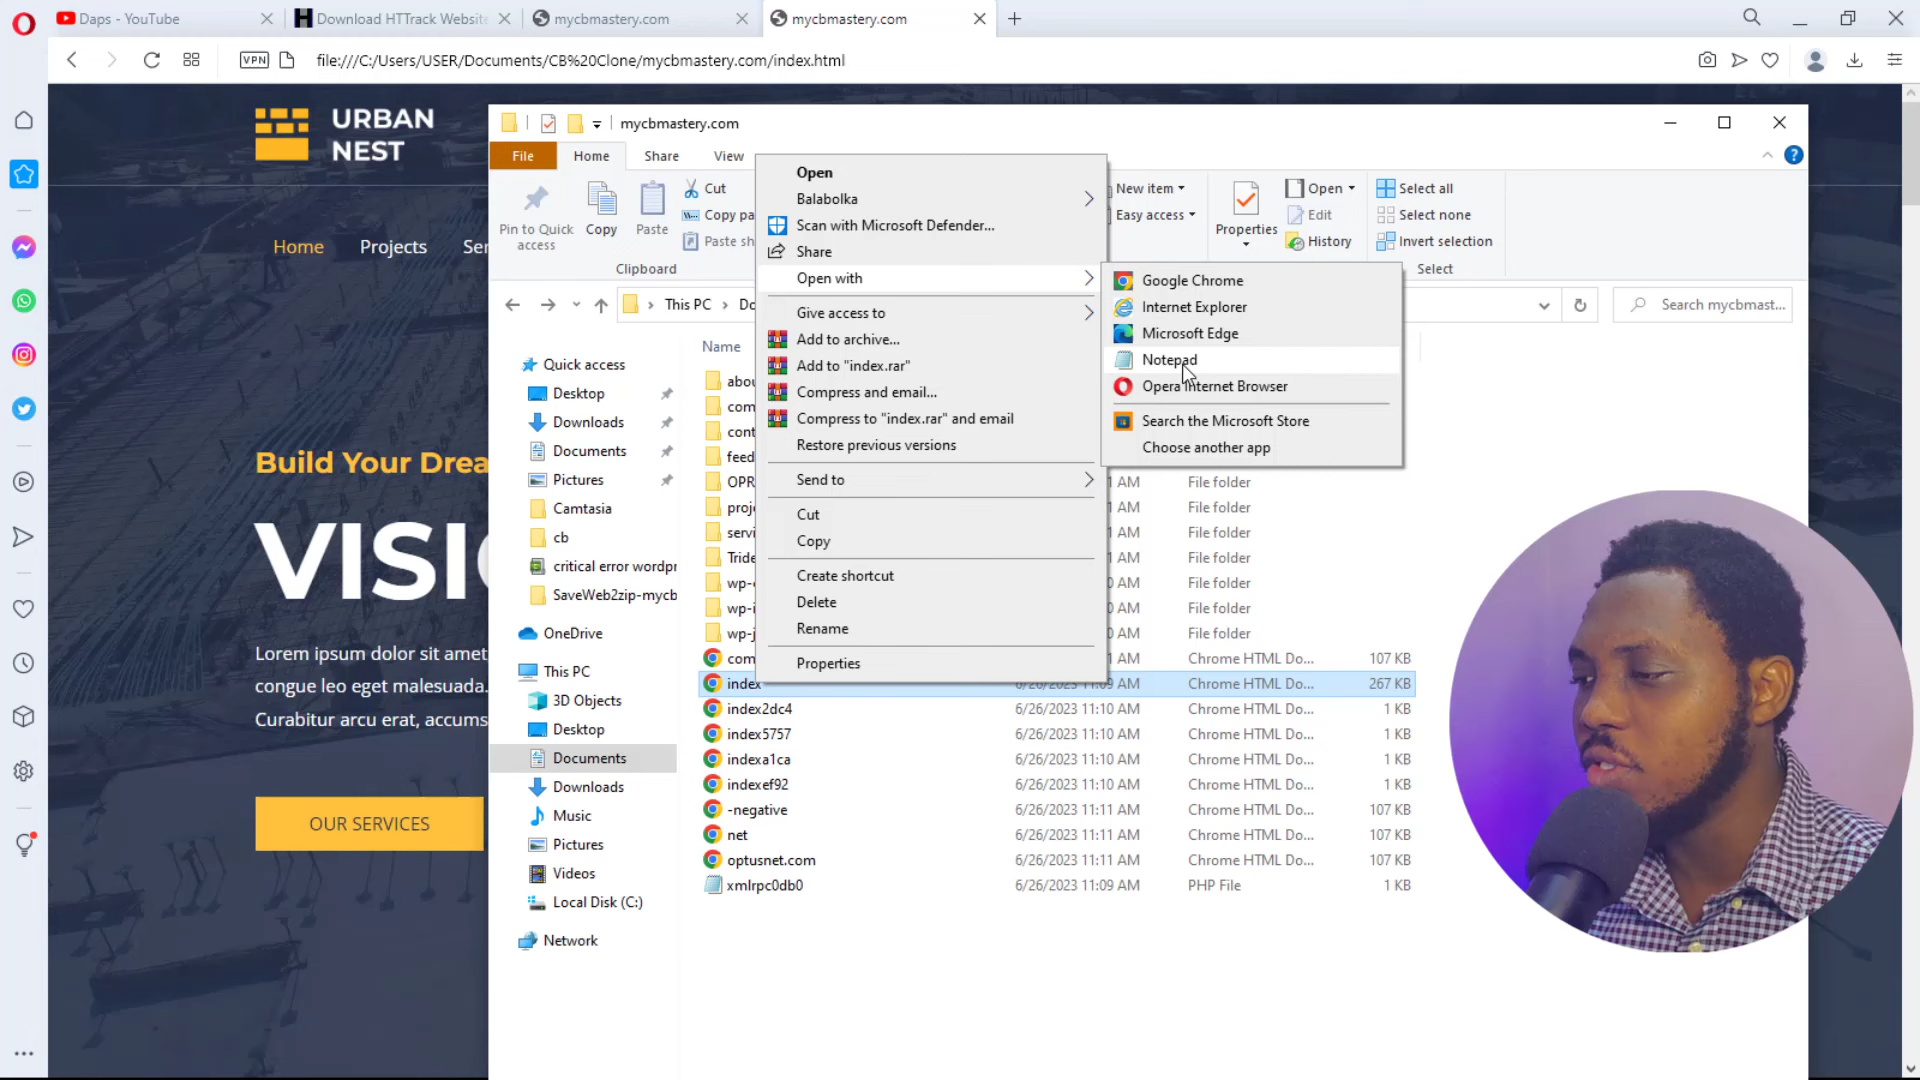 Daps - YouTube
Download HTTrack Website
mycbmastery.com
mycbmastery.com
VPN
file:///C:/Users/USER/Documents/CB%20Clone/mycbmastery.com/index.html
URBAN
NEST
Home
Projects
Ser
Build Your Drea
VISI
Lorem ipsum dolor sit amet
congue leo eget malesuada.
Curabitur arcu erat, accums
OUR SERVICES
mycbmastery.com
File
Home
Share
View
Pin to Quick
access
Copy
Paste
Cut
Copy pa
Paste sh
Clipboard
New item
Easy access
Properties
Open
Edit
History
Select all
Select none
Invert selection
Select
This PC
Do
Search mycbmast...
Quick access
Desktop
Downloads
Documents
Pictures
Camtasia
cb
critical error wordpr
SaveWeb2zip-mycb
OneDrive
This PC
3D Objects
Desktop
Documents
Downloads
Music
Pictures
Videos
Local Disk (C:)
Network
Name
abou
com
cont
feed
OPR
1 AM
File folder
proje
0 AM
File folder
servi
1 AM
File folder
Tride
1 AM
File folder
wp-c
0 AM
File folder
wp-i
0 AM
File folder
wp-j
0 AM
File folder
com
1 AM
Chrome HTML Do...
107 KB
index
6/26/2023 11:09 AM
Chrome HTML Do...
267 KB
index2dc4
6/26/2023 11:10 AM
Chrome HTML Do...
1 KB
index5757
6/26/2023 11:10 AM
Chrome HTML Do...
1 KB
indexa1ca
6/26/2023 11:10 AM
Chrome HTML Do...
1 KB
indexef92
6/26/2023 11:10 AM
Chrome HTML Do...
1 KB
-negative
6/26/2023 11:11 AM
Chrome HTML Do...
107 KB
net
6/26/2023 11:11 AM
Chrome HTML Do...
107 KB
optusnet.com
6/26/2023 11:11 AM
Chrome HTML Do...
107 KB
xmlrpc0db0
6/26/2023 11:09 AM
PHP File
1 KB
Open
Balabolka
Scan with Microsoft Defender...
Share
Open with
Give access to
Add to archive...
Add to "index.rar"
Compress and email...
Compress to "index.rar" and email
Restore previous versions
Send to
Cut
Copy
Create shortcut
Delete
Rename
Properties
Google Chrome
Internet Explorer
Microsoft Edge
Notepad
Opera Internet Browser
Search the Microsoft Store
Choose another app